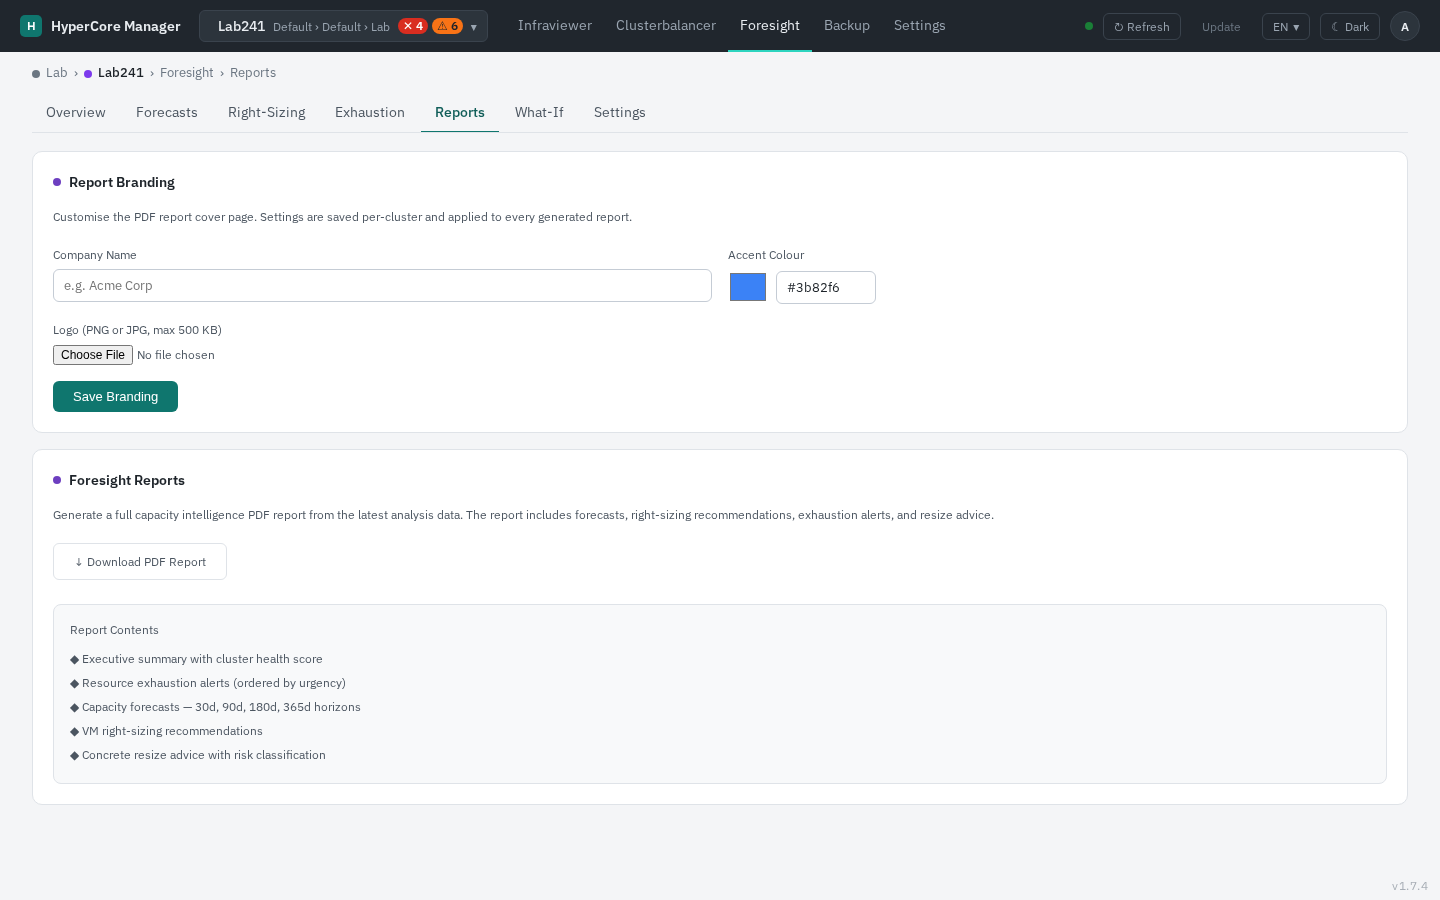 H HyperCore Manager Lab241 Default › Default › Lab ✕ 4 ⚠ 6 ▾ Infraviewer Clusterbalancer Foresight Backup Settings ↻ Refresh Update EN ▾ ☾ Dark A
Lab › Lab241 › Foresight › Reports
Overview Forecasts Right-Sizing Exhaustion Reports What-If Settings
Report Branding
Customise the PDF report cover page. Settings are saved per-cluster and applied to every generated report.
Company Name Accent Colour
e.g. Acme Corp #3b82f6
Logo (PNG or JPG, max 500 KB)
Choose File No file chosen
Save Branding
Foresight Reports
Generate a full capacity intelligence PDF report from the latest analysis data. The report includes forecasts, right-sizing recommendations, exhaustion alerts, and resize advice.
↓ Download PDF Report
Report Contents
◆ Executive summary with cluster health score
◆ Resource exhaustion alerts (ordered by urgency)
◆ Capacity forecasts — 30d, 90d, 180d, 365d horizons
◆ VM right-sizing recommendations
◆ Concrete resize advice with risk classification
v1.7.4